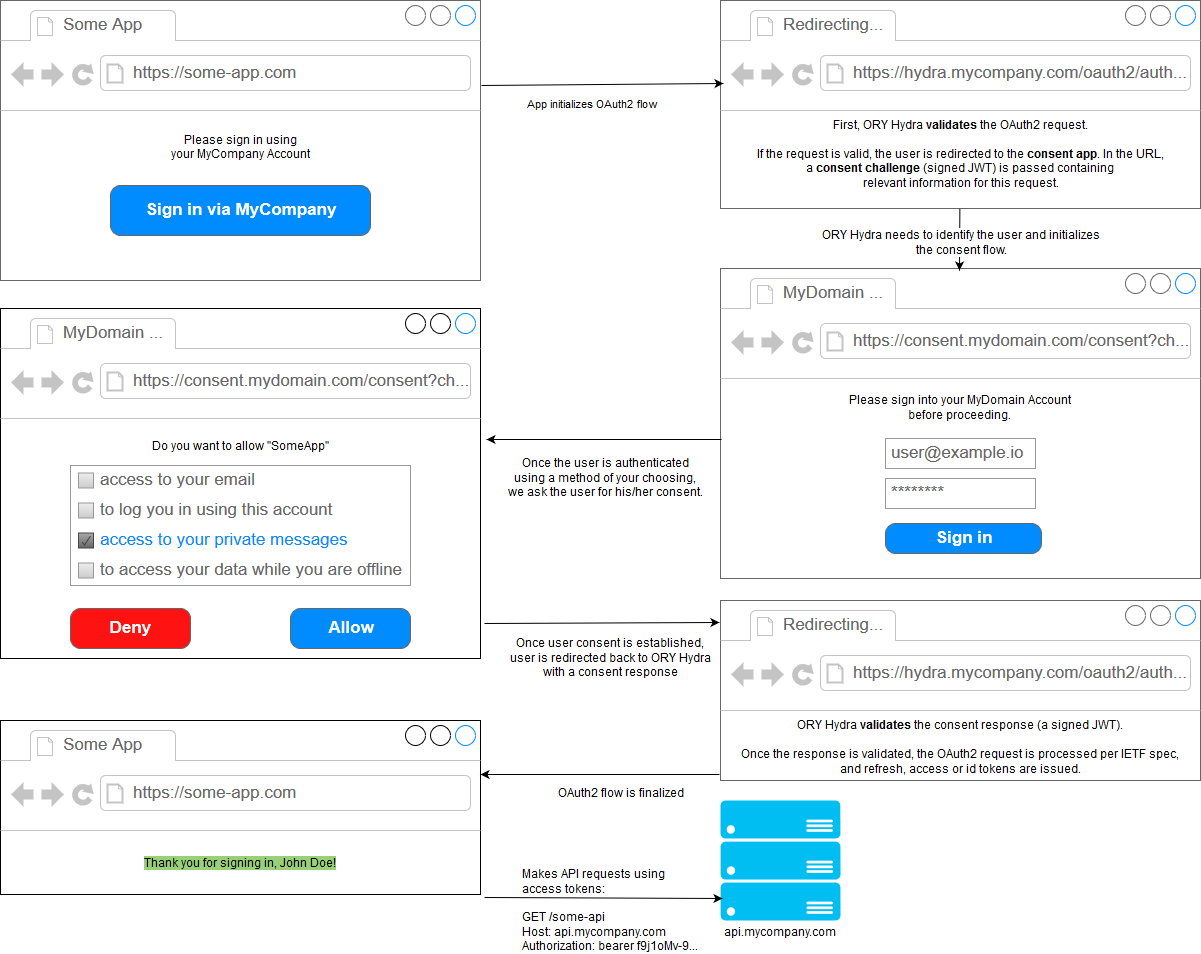 Some App
https://some-app.com
Please sign in using
your MyCompany Account
Sign in via MyCompany
App initializes OAuth2 flow
Redirecting...
https://hydra.mycompany.com/oauth2/auth...
First, ORY Hydra validates the OAuth2 request.
If the request is valid, the user is redirected to the consent app. In the URL,
a consent challenge (signed JWT) is passed containing
relevant information for this request.
ORY Hydra needs to identify the user and initializes
the consent flow.
MyDomain ...
https://consent.mydomain.com/consent?ch...
Please sign into your MyDomain Account
before proceeding.
user@example.io
********
Sign in
Once the user is authenticated
using a method of your choosing,
we ask the user for his/her consent.
MyDomain ...
https://consent.mydomain.com/consent?ch...
Do you want to allow "SomeApp"
access to your email
to log you in using this account
access to your private messages
to access your data while you are offline
Deny
Allow
Once user consent is established,
user is redirected back to ORY Hydra
with a consent response
Redirecting...
https://hydra.mycompany.com/oauth2/auth...
ORY Hydra validates the consent response (a signed JWT).
Once the response is validated, the OAuth2 request is processed per IETF spec,
and refresh, access or id tokens are issued.
OAuth2 flow is finalized
Some App
https://some-app.com
Thank you for signing in, John Doe!
Makes API requests using
access tokens:
GET /some-api
Host: api.mycompany.com
Authorization: bearer f9j1oMv-9...
api.mycompany.com